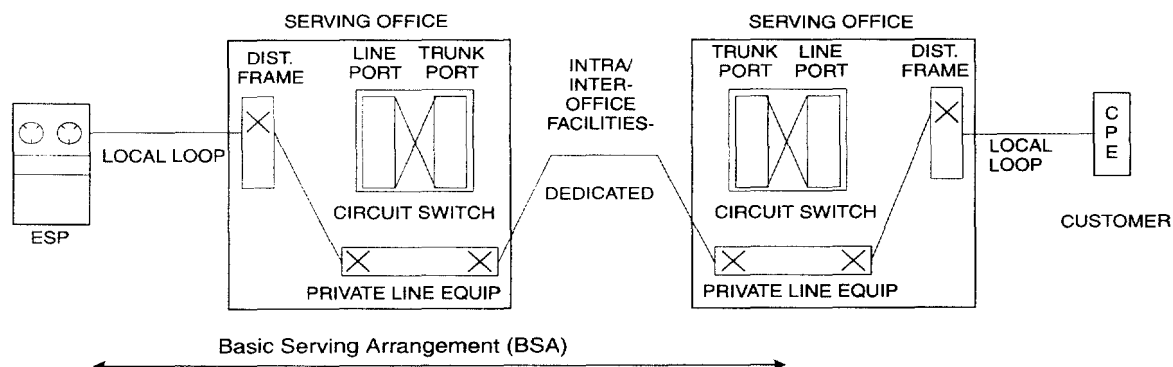 SERVING OFFICE
DIST.
FRAME
LINE
PORT
TRUNK
PORT
LOCAL LOOP
ESP
CIRCUIT SWITCH
PRIVATE LINE EQUIP
INTRA/
INTER-
OFFICE
FACILITIES-
DEDICATED
SERVING OFFICE
TRUNK
PORT
LINE
PORT
DIST.
FRAME
CIRCUIT SWITCH
PRIVATE LINE EQUIP
LOCAL
LOOP
C
P
E
CUSTOMER
Basic Serving Arrangement (BSA)